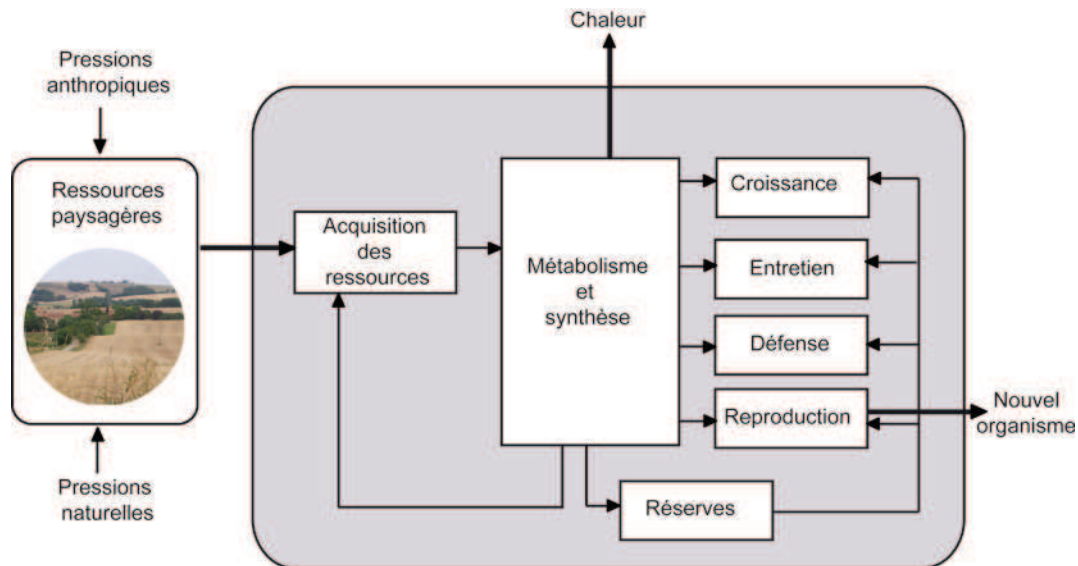 Chaleur
Pressions
anthropiques
Ressources
paysagères
Acquisition
des
ressources
Métabolisme
et
synthèse
Croissance
Entretien
Défense
Reproduction
Nouvel
organisme
Réserves
Pressions
naturelles